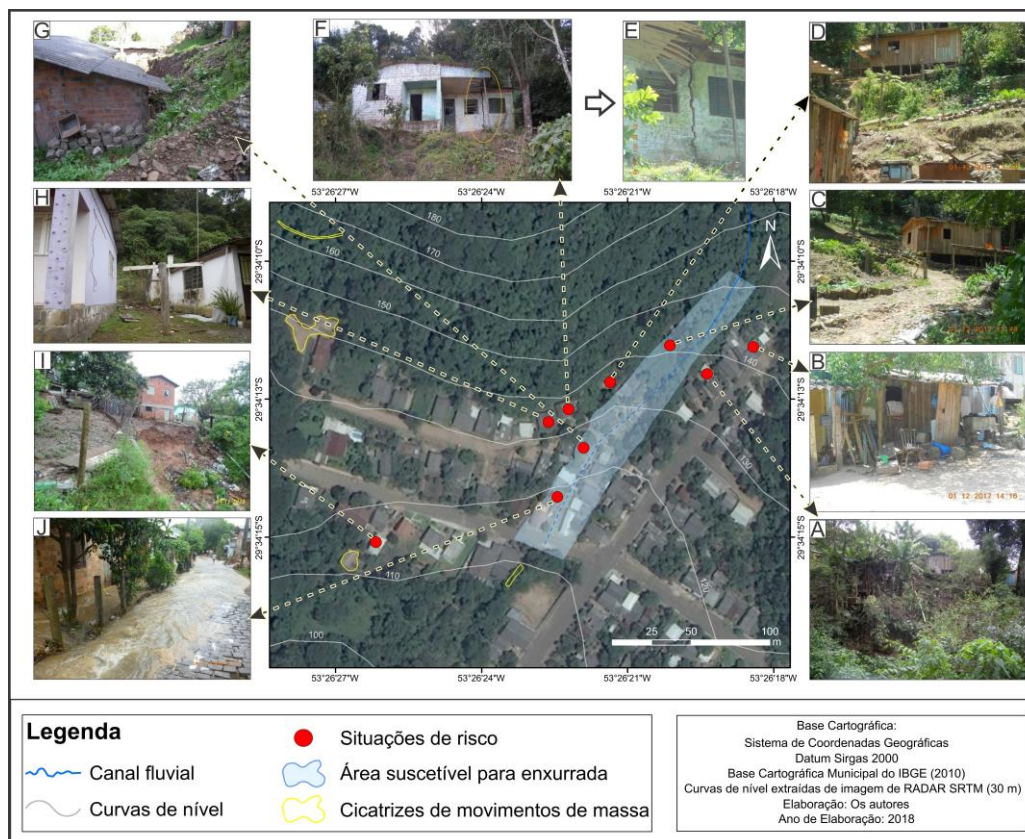 G
F
E
D
H
C
I
B
01 12 2017 14:16
J
A
53°26'27"W
53°26'24"W
53°26'21"W
53°26'18"W
29°34'10"S
29°34'13"S
29°34'15"S
29°34'10"S
29°34'13"S
29°34'15"S
N
180
170
160
150
140
130
120
110
100
25 50 100
m
53°26'27"W
53°26'24"W
53°26'21"W
53°26'18"W
Legenda
Canal fluvial
Curvas de nível
Situações de risco
Área suscetível para enxurrada
Cicatrizes de movimentos de massa
Base Cartográfica:
Sistema de Coordenadas Geográficas
Datum Sirgas 2000
Base Cartográfica Municipal do IBGE (2010)
Curvas de nível extraídas de imagem de RADAR SRTM (30 m)
Elaboração: Os autores
Ano de Elaboração: 2018